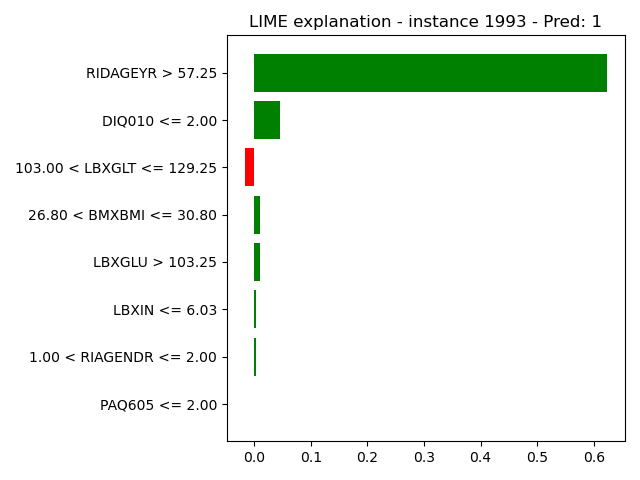 LIME explanation - instance 1993 - Pred: 1
RIDAGEYR > 57.25
DIQ010 <= 2.00
103.00 < LBXGLT <= 129.25
26.80 < BMXBMI <= 30.80
LBXGLU > 103.25
LBXIN <= 6.03
1.00 < RIAGENDR <= 2.00
PAQ605 <= 2.00
0.0 0.1 0.2 0.3 0.4 0.5 0.6